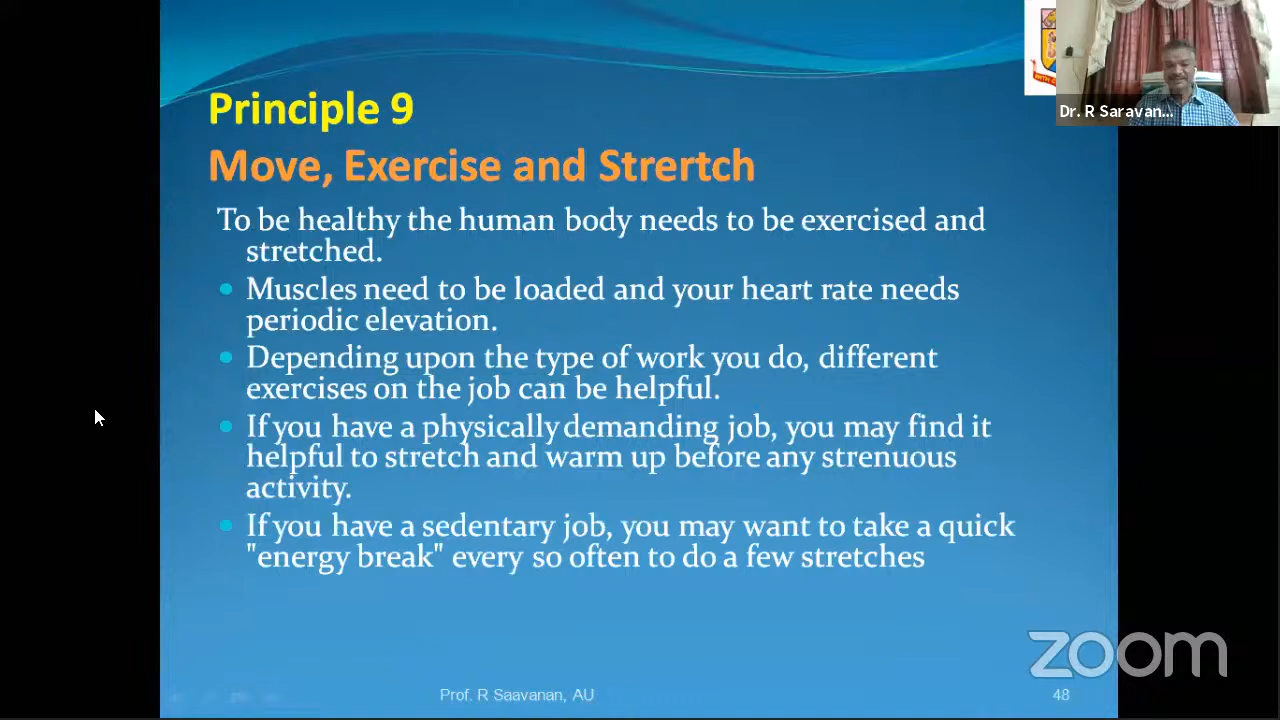 Principle 9
Move, Exercise and Strertch
To be healthy the human body needs to be exercised and
stretched.
Muscles need to be loaded and your heart rate needs
periodic elevation.
Depending upon the type of work you do, different
exercises on the job can be helpful.
If you have a physically demanding job, you may find it
helpful to stretch and warm up before any strenuous
activity.
If you have a sedentary job, you may want to take a quick
"energy break" every so often to do a few stretches
Dr. R Saravan...
zoom
Prof. R Saavanan, AU
48